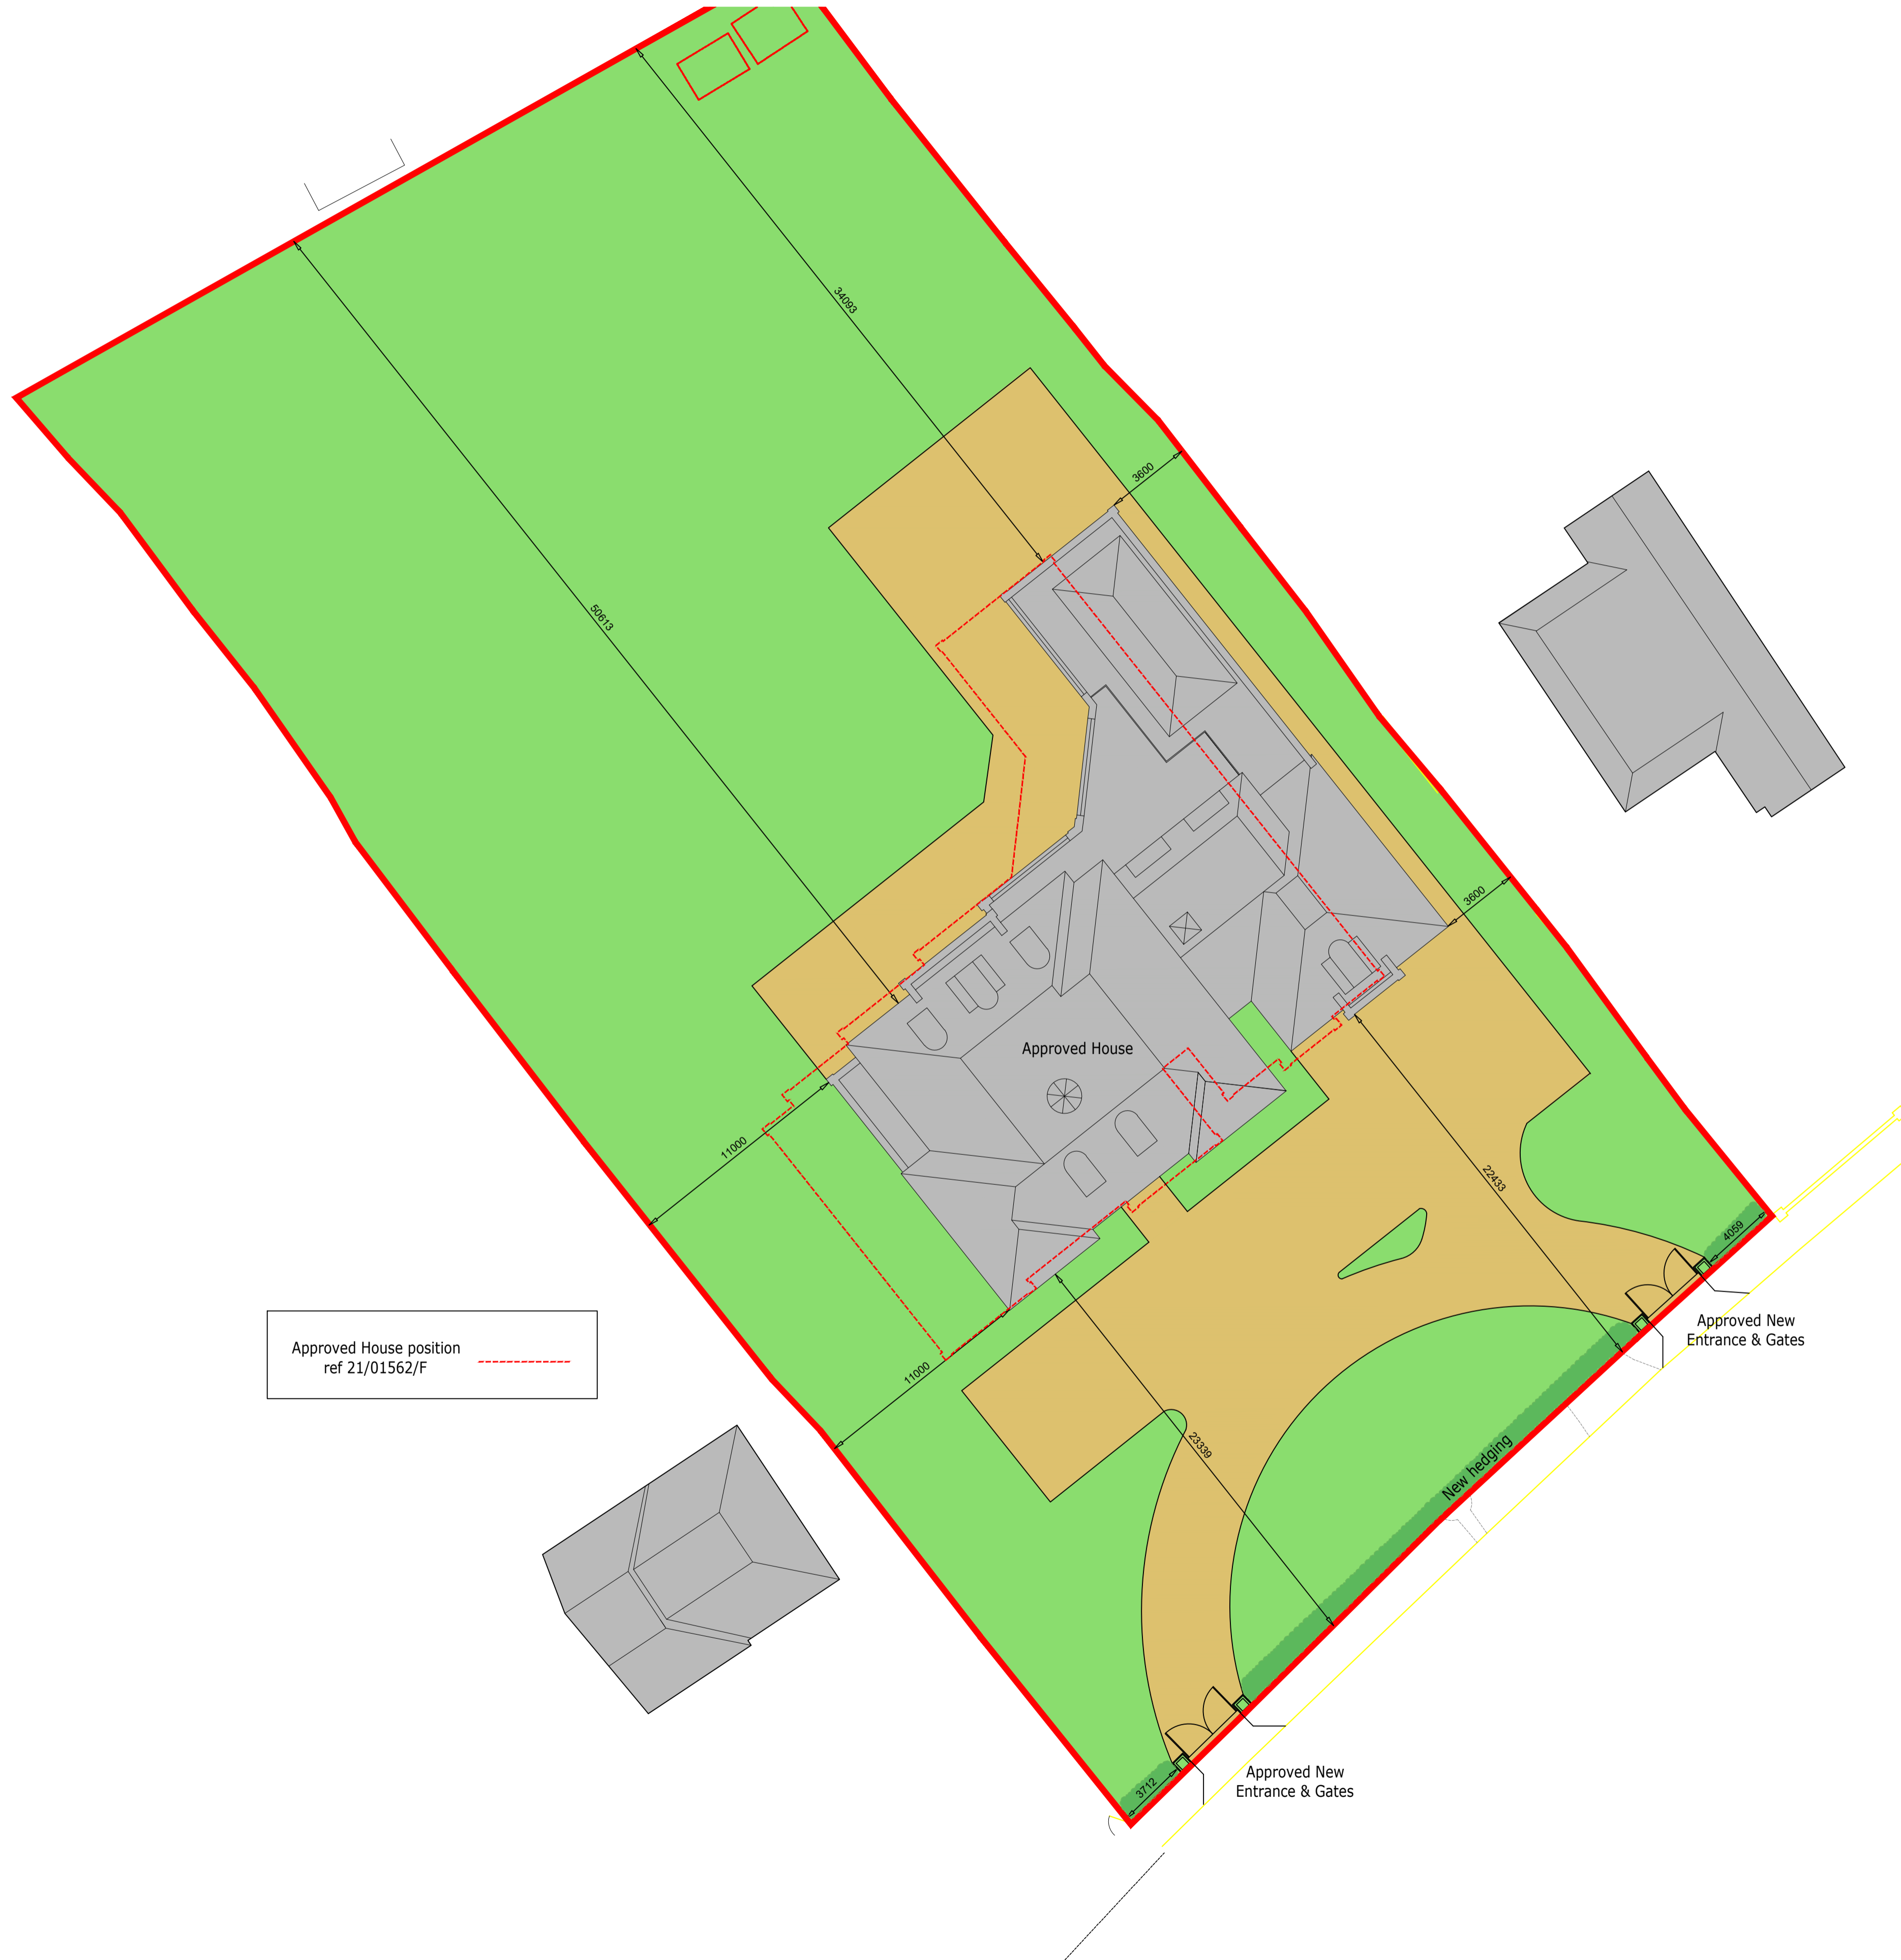 34093
3600
50613
3600
Approved House
11000
22433
4059
Approved New
Entrance & Gates
Approved House position
ref 21/01562/F
11000
23339
New hedging
3712
Approved New
Entrance & Gates